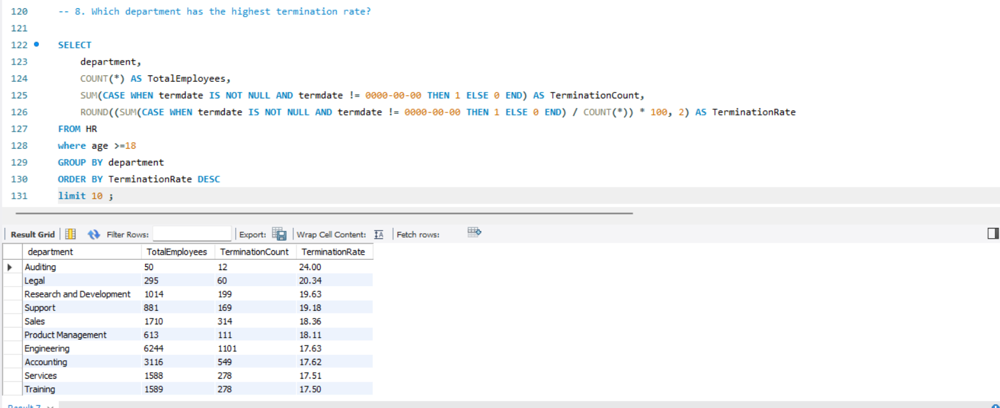 120 -- 8. Which department has the highest termination rate?
121
122 SELECT
123 department,
124 COUNT(*) AS TotalEmployees,
125 SUM(CASE WHEN termdate IS NOT NULL AND termdate != 0000-00-00 THEN 1 ELSE 0 END) AS TerminationCount,
126 ROUND((SUM(CASE WHEN termdate IS NOT NULL AND termdate != 0000-00-00 THEN 1 ELSE 0 END) / COUNT(*)) * 100, 2) AS TerminationRate
127 FROM HR
128 where age >=18
129 GROUP BY department
130 ORDER BY TerminationRate DESC
131 limit 10 ;
Result Grid Filter Rows: Export: Wrap Cell Content: Fetch rows:
department TotalEmployees TerminationCount TerminationRate
Auditing 50 12 24.00
Legal 295 60 20.34
Research and Development 1014 199 19.63
Support 881 169 19.18
Sales 1710 314 18.36
Product Management 613 111 18.11
Engineering 6244 1101 17.63
Accounting 3116 549 17.62
Services 1588 278 17.51
Training 1589 278 17.50